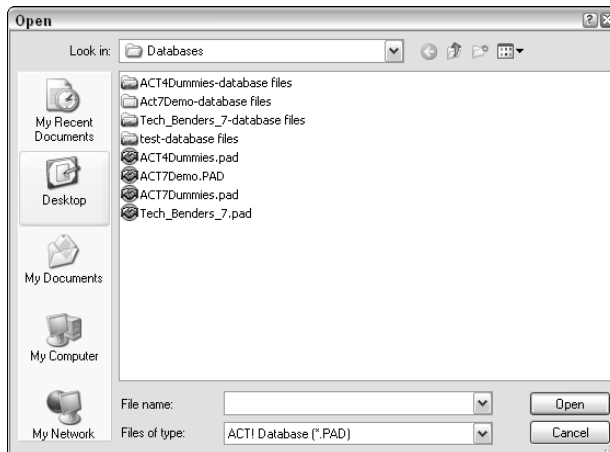 Open
Look in: Databases
ACT4Dummies-database files
Act7Demo-database files
Tech_Benders_7-database files
test-database files
ACT4Dummies.pad
ACT7Demo.PAD
ACT7Dummies.pad
Tech_Benders_7.pad
My Recent
Documents
Desktop
My Documents
My Computer
My Network
File name:
Open
Files of type: ACT! Database (*.PAD)
Cancel